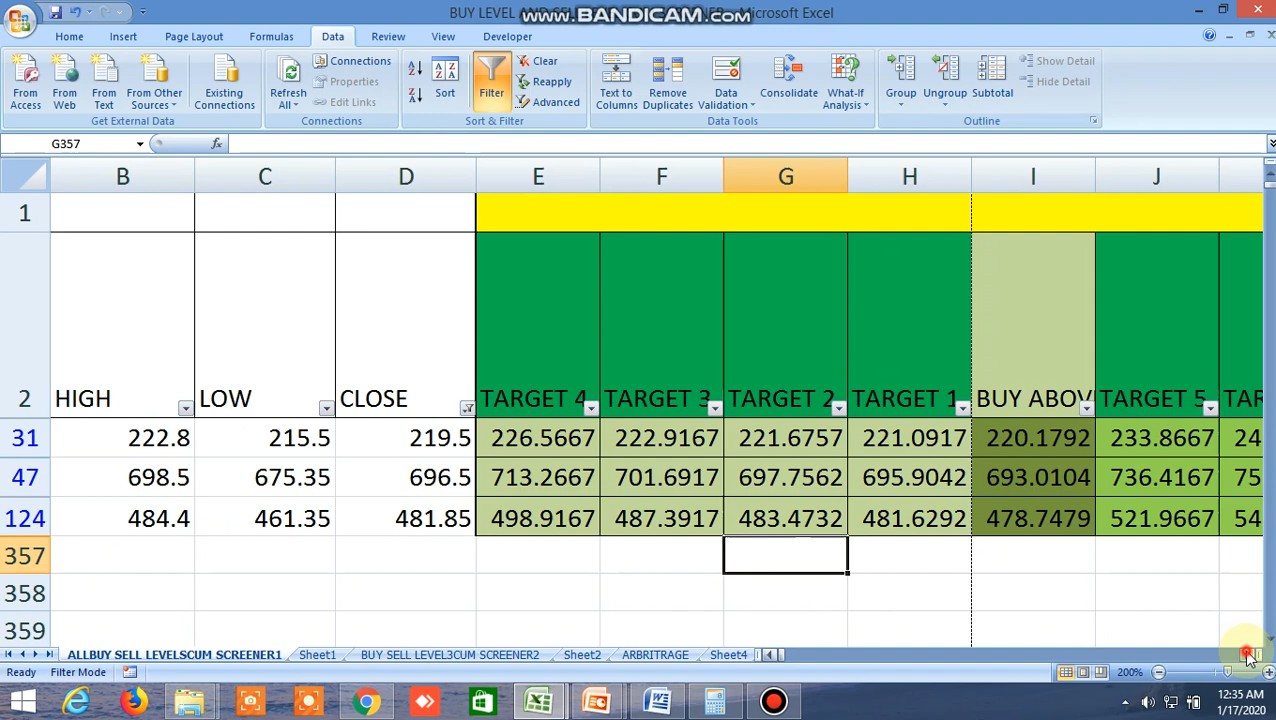 BUY LEVEL AND SELL
Microsoft Excel
www.BANDICAM.com
Home Insert Page Layout Formulas Data Review View Developer
From Access
From Web
From Text
From Other Sources
Existing Connections
Refresh All
Connections
Properties
Edit Links
Sort
Filter
Clear
Reapply
Advanced
Text to Columns
Remove Duplicates
Data Validation
Consolidate
What-If Analysis
Group
Ungroup
Subtotal
Show Detail
Hide Detail
Get External Data Connections Sort & Filter Data Tools Outline
G357 fx
B C D E F G H I J
1
2 HIGH LOW CLOSE TARGET 4 TARGET 3 TARGET 2 TARGET 1 BUY ABOV TARGET 5 TAR
31 222.8 215.5 219.5 226.5667 222.9167 221.6757 221.0917 220.1792 233.8667 24
47 698.5 675.35 696.5 713.2667 701.6917 697.7562 695.9042 693.0104 736.4167 75
124 484.4 461.35 481.85 498.9167 487.3917 483.4732 481.6292 478.7479 521.9667 54
357
358
359
ALLBUY SELL LEVELSCUM SCREENER1 Sheet1 BUY SELL LEVEL3CUM SCREENER2 Sheet2 ARBRITRAGE Sheet4
Ready Filter Mode 200%
12:35 AM
1/17/2020